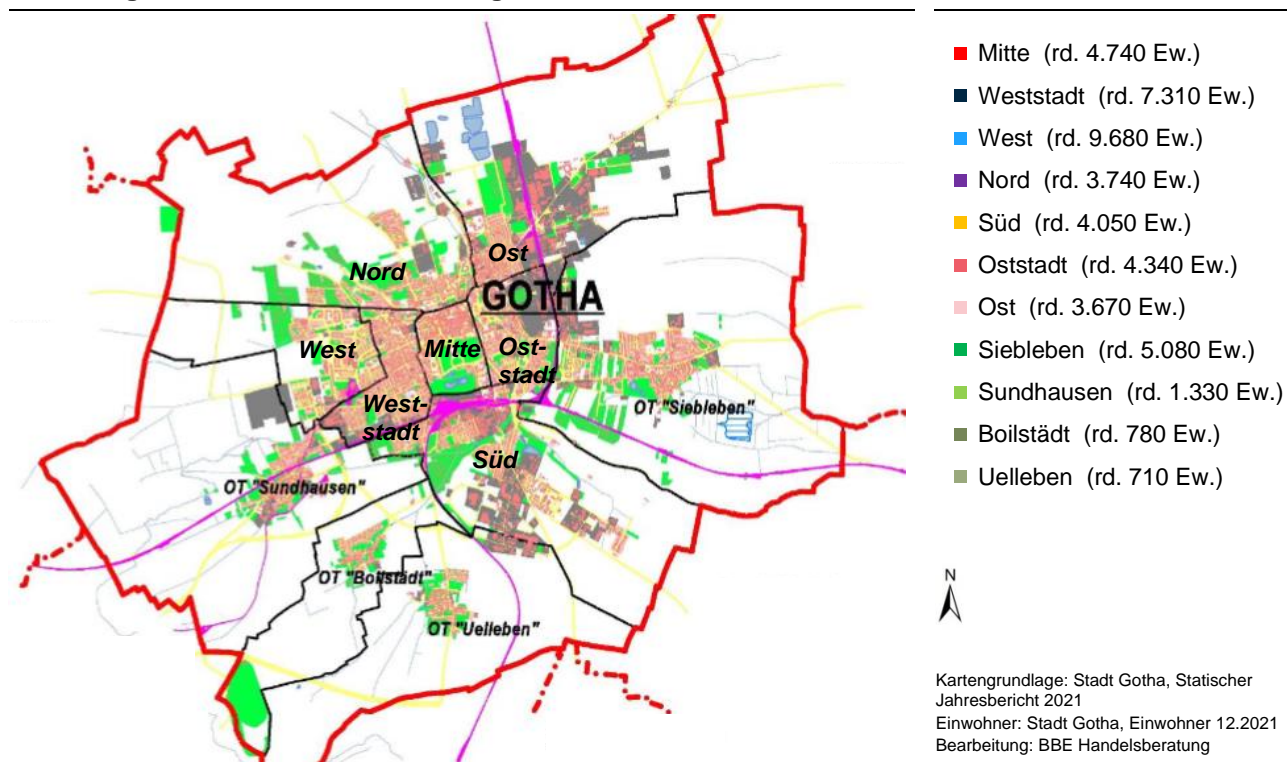 Mitte (rd. 4.740 Ew.)
Weststadt (rd. 7.310 Ew.)
West (rd. 9.680 Ew.)
Nord (rd. 3.740 Ew.)
Süd (rd. 4.050 Ew.)
Oststadt (rd. 4.340 Ew.)
Ost (rd. 3.670 Ew.)
Siebleben (rd. 5.080 Ew.)
Sundhausen (rd. 1.330 Ew.)
Boilstädt (rd. 780 Ew.)
Uelleben (rd. 710 Ew.)
Ost
Nord
GOTHA
West
Mitte
Ost-
stadt
West-
stadt
OT "Siebleben"
Süd
OT "Sundhausen"
OT "Boilstädt"
OT "Uelleben"
N
Kartengrundlage: Stadt Gotha, Statischer
Jahresbericht 2021
Einwohner: Stadt Gotha, Einwohner 12.2021
Bearbeitung: BBE Handelsberatung